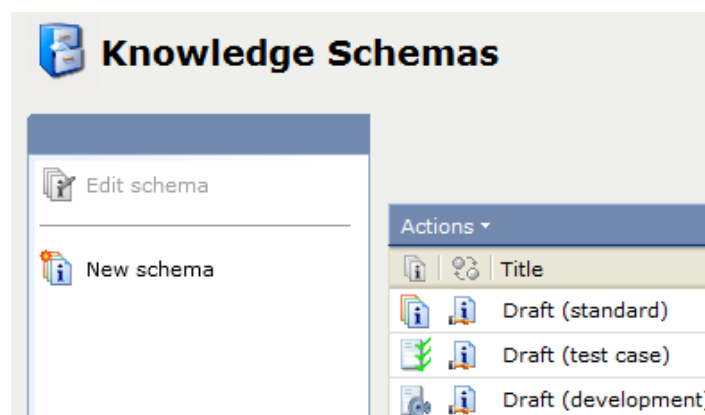 Knowledge Schemas
Edit schema
New schema
Actions
Title
Draft (standard)
Draft (test case)
Draft (development)